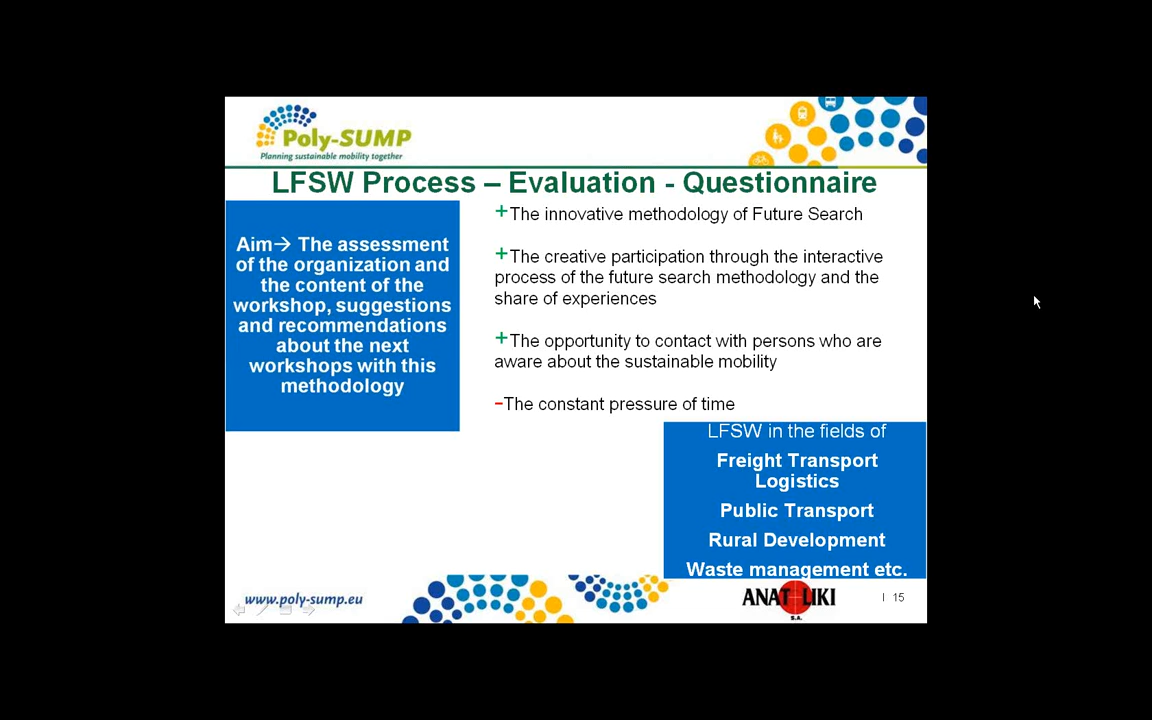 Poly-SUMP
Planning sustainable mobility together
LFSW Process – Evaluation - Questionnaire
Aim→ The assessment
of the organization and
the content of the
workshop, suggestions
and recommendations
about the next
workshops with this
methodology
+The innovative methodology of Future Search
+The creative participation through the interactive
process of the future search methodology and the
share of experiences
+The opportunity to contact with persons who are
aware about the sustainable mobility
-The constant pressure of time
LFSW in the fields of
Freight Transport
Logistics
Public Transport
Rural Development
Waste management etc.
www.poly-sump.eu
ANATOLIKI
S.A.
I 15